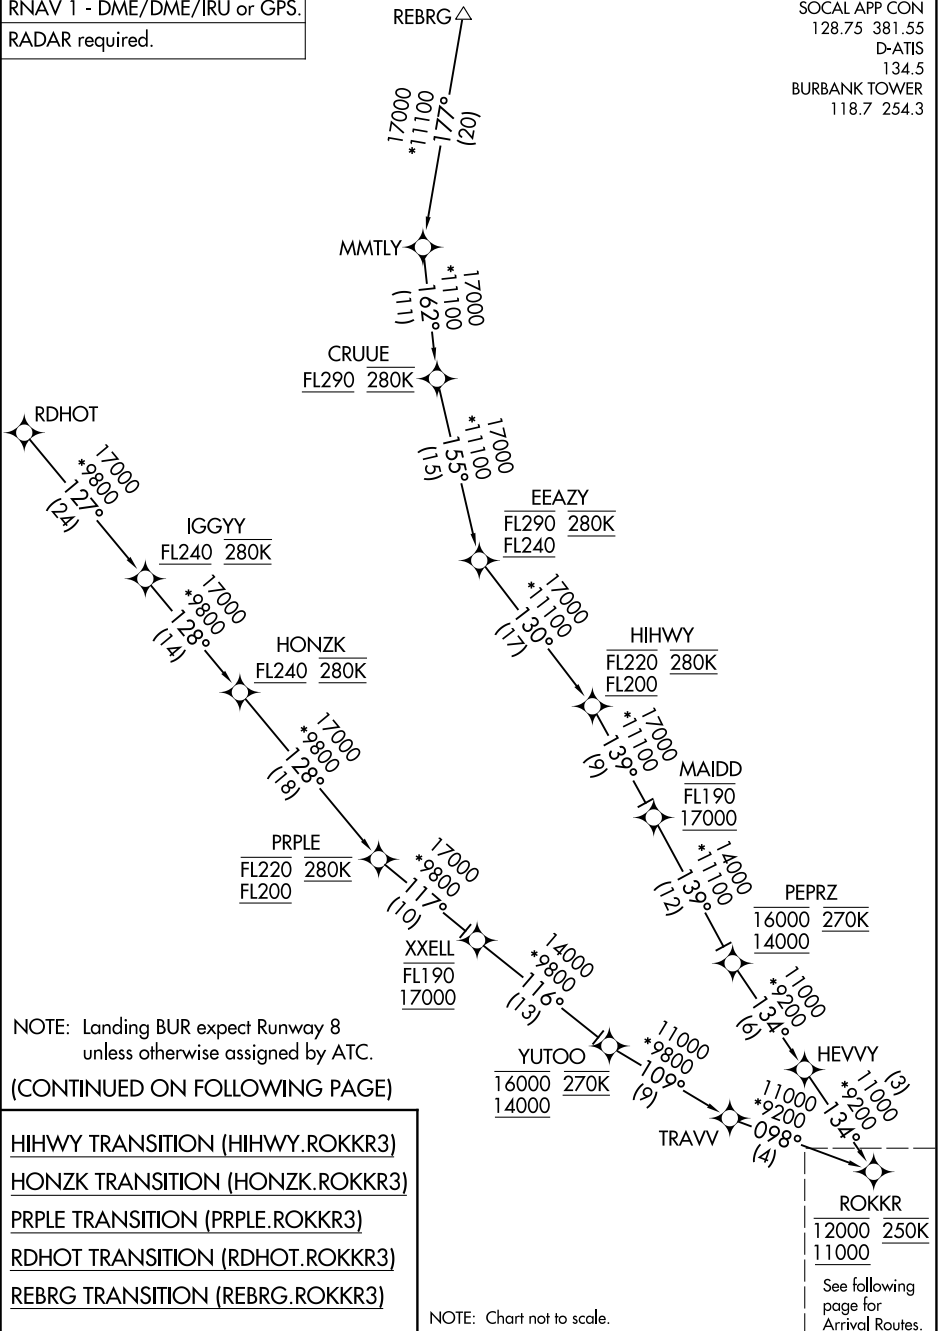 RNAV 1 - DME/DME/IRU or GPS.
RADAR required.
SOCAL APP CON
128.75 381.55
D-ATIS
134.5
BURBANK TOWER
118.7 254.3
REBRG
17000
*11100
177°
(20)
MMTLY
17000
*11100
162°
(11)
CRUUE
FL290 280K
17000
*11100
155°
(15)
RDHOT
17000
*9800
127°
(24)
IGGYY
FL240 280K
EEAZY
FL290 280K
FL240
17000
*9800
128°
(14)
17000
*11100
130°
(17)
HONZK
FL240 280K
HIHWY
FL220 280K
FL200
17000
*9800
128°
(18)
17000
*11100
139°
(9)
MAIDD
FL190
17000
PRPLE
FL220 280K
FL200
17000
*9800
117°
(10)
14000
*11100
139°
(12)
PEPRZ
16000 270K
14000
XXELL
FL190
17000
14000
*9800
116°
(13)
11000
*9200
134°
(6)
NOTE: Landing BUR expect Runway 8
unless otherwise assigned by ATC.
(CONTINUED ON FOLLOWING PAGE)
YUTOO
16000 270K
14000
11000
*9800
109°
(9)
HEVVY
(3)
11000
*9200
134°
TRAVV
11000
*9200
098°
(4)
ROKKR
12000 250K
11000
See following
page for
Arrival Routes.
HIHWY TRANSITION (HIHWY.ROKKR3)
HONZK TRANSITION (HONZK.ROKKR3)
PRPLE TRANSITION (PRPLE.ROKKR3)
RDHOT TRANSITION (RDHOT.ROKKR3)
REBRG TRANSITION (REBRG.ROKKR3)
NOTE: Chart not to scale.